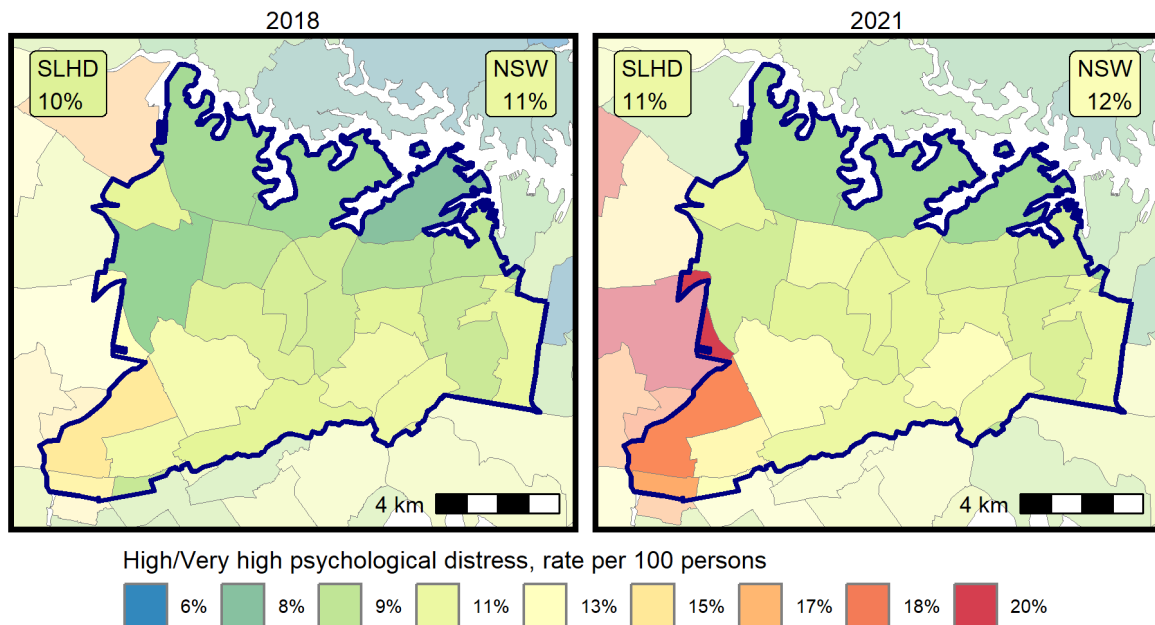 2018
2021
SLHD
10%
NSW
11%
SLHD
11%
NSW
12%
4 km
4 km
High/Very high psychological distress, rate per 100 persons
6%
8%
9%
11%
13%
15%
17%
18%
20%